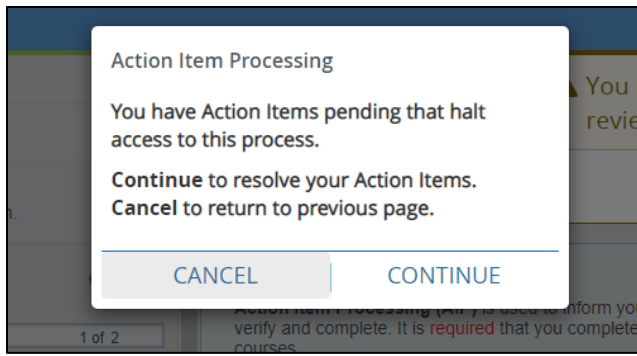 Action Item Processing
You have Action Items pending that halt
access to this process.
Continue to resolve your Action Items.
Cancel to return to previous page.
CANCEL
CONTINUE
You
revie
1 of 2
Action Item Processing (AIP) is used to inform you
verify and complete. It is required that you complete
courses